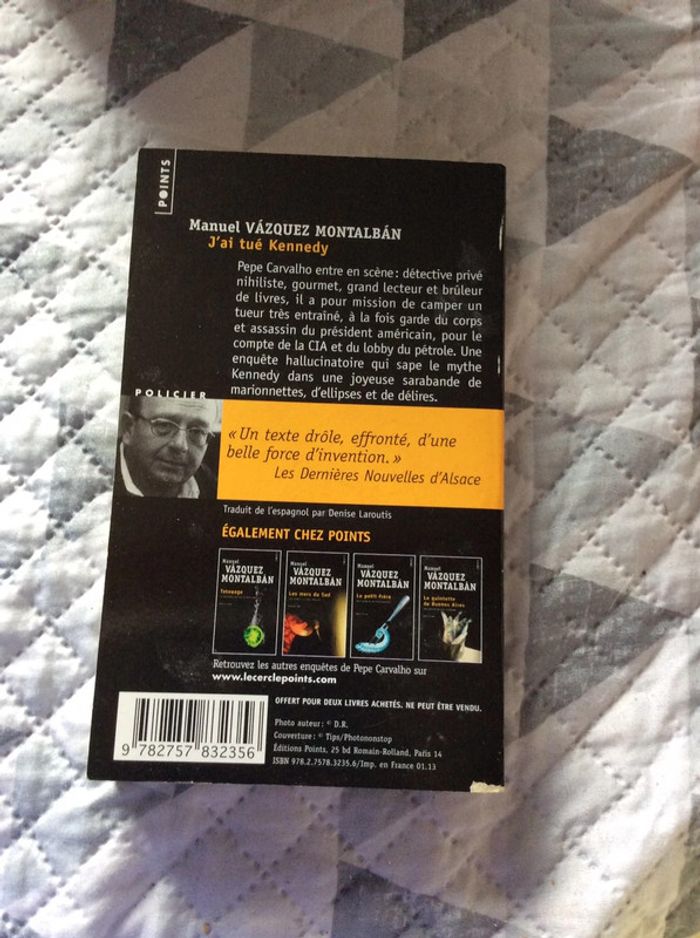 POINTS
Manuel VÁZQUEZ MONTALBÁN
J'ai tué Kennedy
Pepe Carvalho entre en scène : détective privé
nihiliste, gourmet, grand lecteur et brûleur
de livres, il a pour mission de camper un
tueur très entraîné, à la fois garde du corps
et assassin du président américain, pour le
compte de la CIA et du lobby du pétrole. Une
enquête hallucinatoire qui sape le mythe
Kennedy dans une joyeuse sarabande de
marionnettes, d'ellipses et de délires.
POLICIER
« Un texte drôle, effronté, d'une
belle force d'invention. »
Les Dernières Nouvelles d'Alsace
Traduit de l'espagnol par Denise Laroutis
ÉGALEMENT CHEZ POINTS
Manuel
VÁZQUEZ
MONTALBÁN
Tatouage
Manuel
VÁZQUEZ
MONTALBÁN
Les mers du Sud
Manuel
VÁZQUEZ
MONTALBÁN
Le petit frère
Manuel
VÁZQUEZ
MONTALBÁN
Le quintette
de Buenos Aires
Retrouvez les autres enquêtes de Pepe Carvalho sur
www.lecerclepoints.com
OFFERT POUR DEUX LIVRES ACHETÉS. NE PEUT ÊTRE VENDU.
Photo auteur : © D.R.
Couverture : © Tips/Photononstop
Éditions Points, 25 bd Romain-Rolland, Paris 14
ISBN 978.2.7578.3235.6/Imp. en France 01.13
9 782757 832356